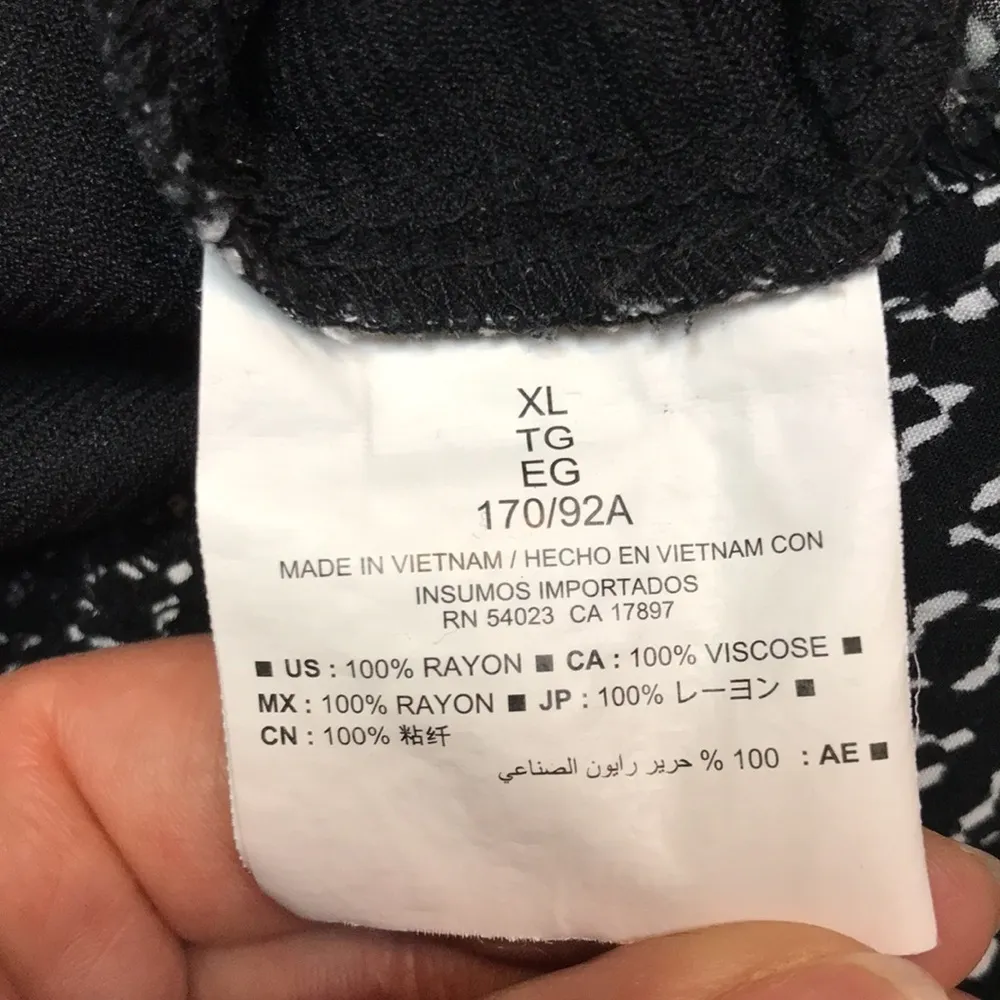 XL
TG
EG
170/92A
MADE IN VIETNAM / HECHO EN VIETNAM CON
INSUMOS IMPORTADOS
RN 54023 CA 17897
■ US : 100% RAYON ■ CA : 100% VISCOSE ■
MX : 100% RAYON ■ JP : 100% レーヨン ■
CN : 100% 粘纤
■ AE : 100 % حرير رايون الصناعي